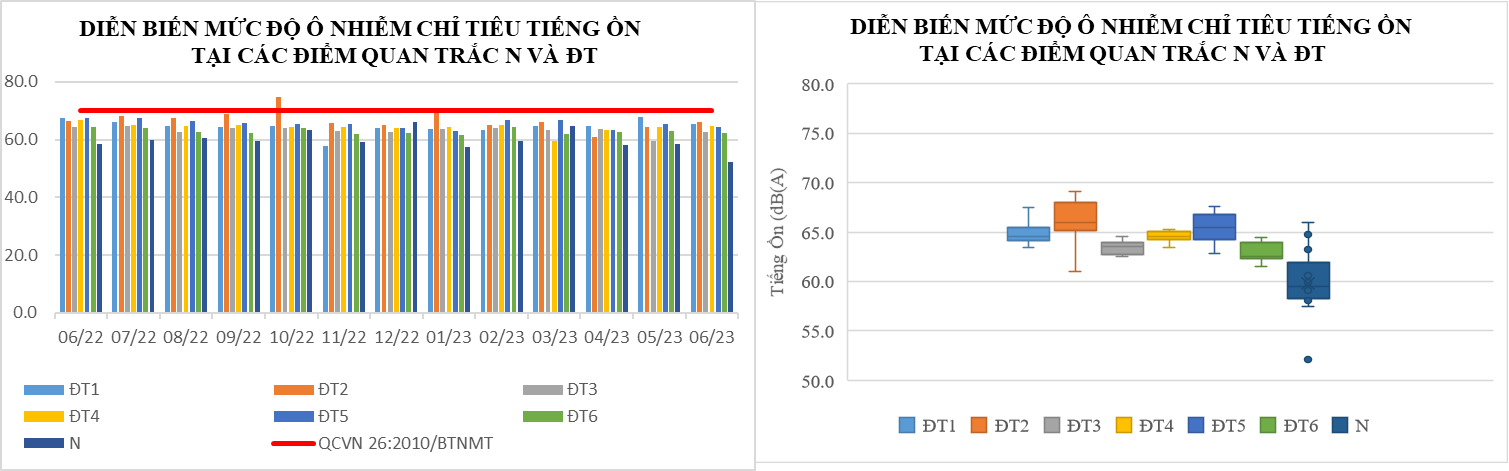 DIỄN BIẾN MỨC ĐỘ Ô NHIỄM CHỈ TIÊU TIẾNG ỒN
TẠI CÁC ĐIỂM QUAN TRẮC N VÀ ĐT
80.0
60.0
40.0
20.0
0.0
06/22 07/22 08/22 09/22 10/22 11/22 12/22 01/23 02/23 03/23 04/23 05/23 06/23
ĐT1 ĐT2 ĐT3
ĐT4 ĐT5 ĐT6
N QCVN 26:2010/BTNMT
DIỄN BIẾN MỨC ĐỘ Ô NHIỄM CHỈ TIÊU TIẾNG ỒN
TẠI CÁC ĐIỂM QUAN TRẮC N VÀ ĐT
Tiếng Ồn (dB(A)
80.0
75.0
70.0
65.0
60.0
55.0
50.0
ĐT1 ĐT2 ĐT3 ĐT4 ĐT5 ĐT6 N